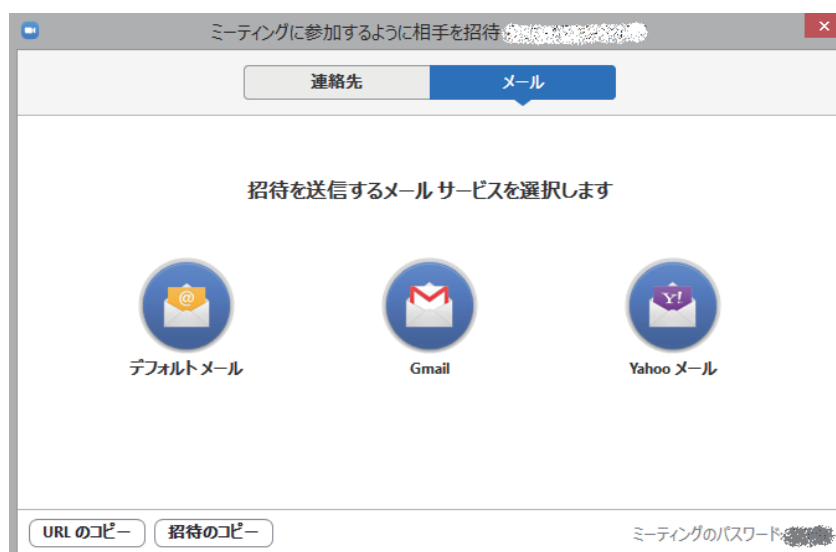 ミーティングに参加するように相手を招待
連絡先
メール
招待を送信するメール サービスを選択します
デフォルト メール
Gmail
Yahoo メール
URL のコピー
招待のコピー
ミーティングのパスワード: